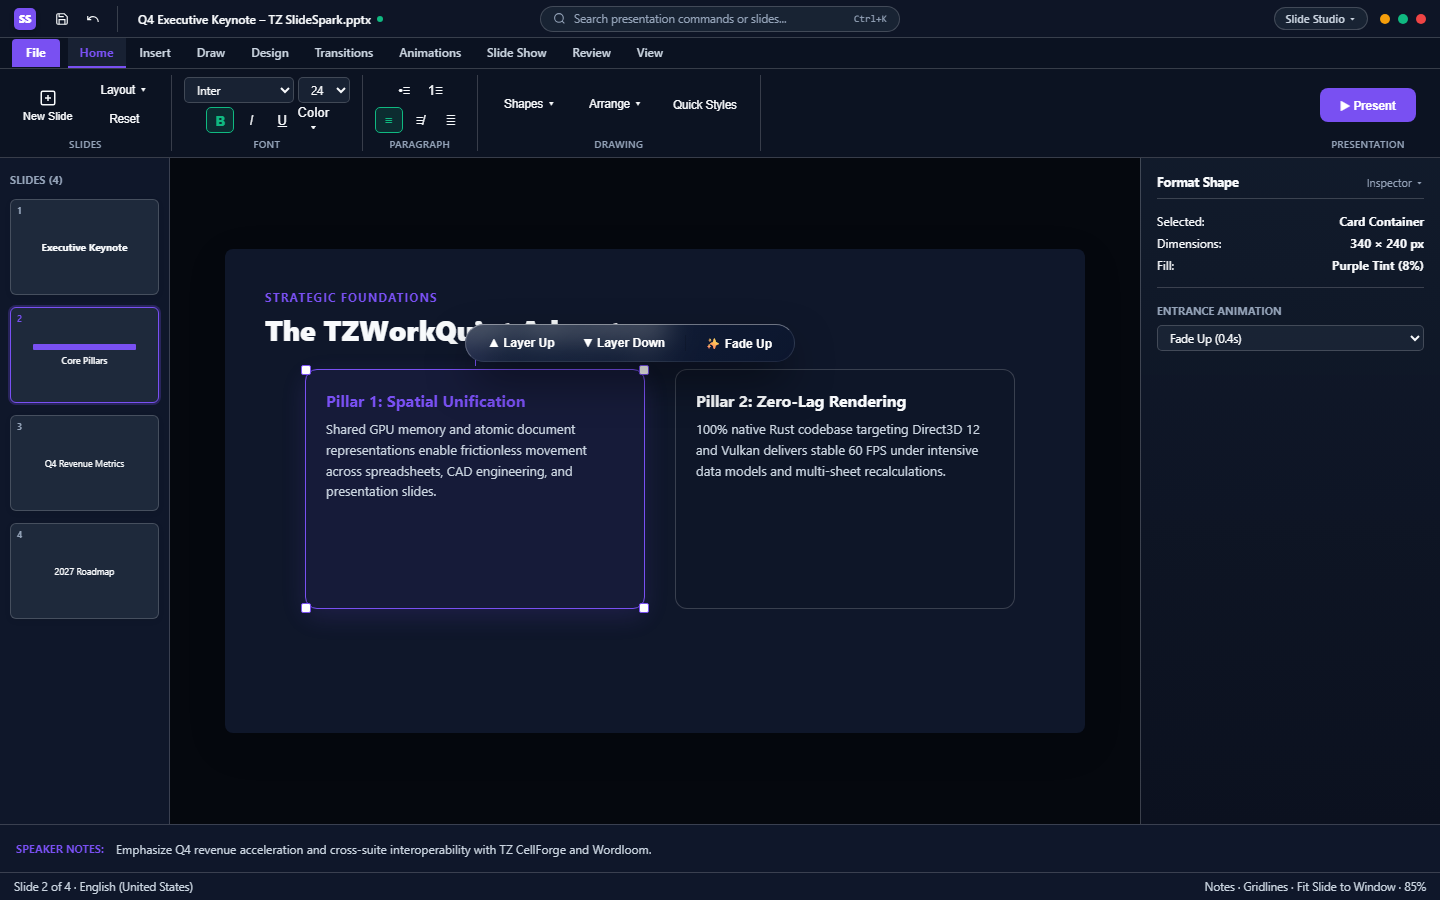 SS
Q4 Executive Keynote – TZ SlideSpark.pptx
Search presentation commands or slides...
Ctrl+K
Slide Studio
File
Home
Insert
Draw
Design
Transitions
Animations
Slide Show
Review
View
New Slide
Layout
Reset
SLIDES
Inter
24
B
I
U
Color
FONT
PARAGRAPH
Shapes
Arrange
Quick Styles
DRAWING
▶ Present
PRESENTATION
SLIDES (4)
1
Executive Keynote
2
Core Pillars
3
Q4 Revenue Metrics
4
2027 Roadmap
STRATEGIC FOUNDATIONS
The
▲ Layer Up
▼ Layer Down
✨ Fade Up
Pillar 1: Spatial Unification
Shared GPU memory and atomic document
representations enable frictionless movement
across spreadsheets, CAD engineering, and
presentation slides.
Pillar 2: Zero-Lag Rendering
100% native Rust codebase targeting Direct3D 12
and Vulkan delivers stable 60 FPS under intensive
data models and multi-sheet recalculations.
Format Shape
Inspector
Selected:
Card Container
Dimensions:
340 × 240 px
Fill:
Purple Tint (8%)
ENTRANCE ANIMATION
Fade Up (0.4s)
SPEAKER NOTES:
Emphasize Q4 revenue acceleration and cross-suite interoperability with TZ CellForge and Wordloom.
Slide 2 of 4 · English (United States)
Notes · Gridlines · Fit Slide to Window · 85%